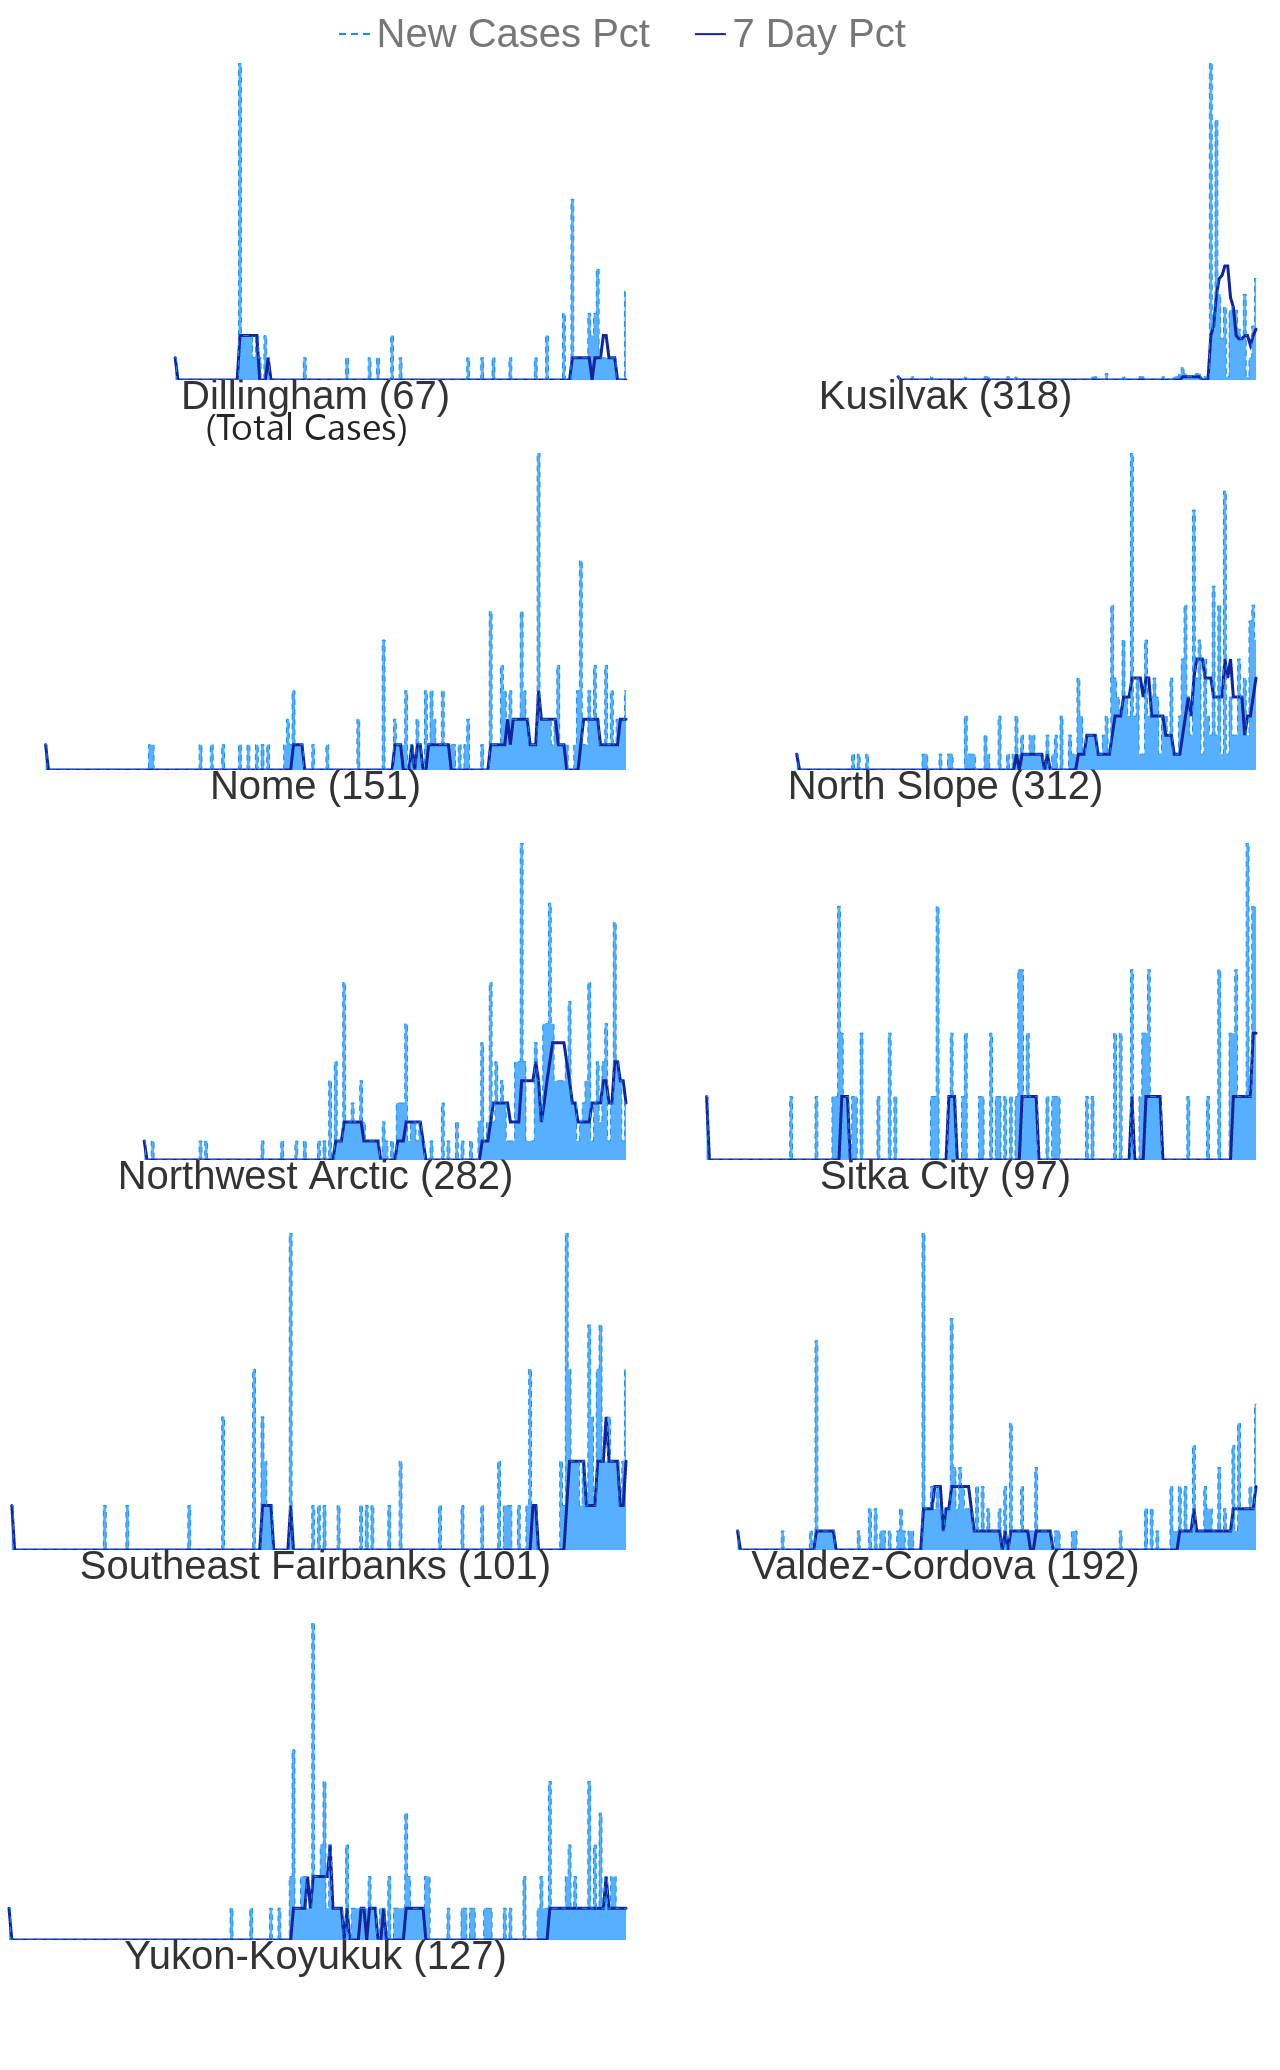 New Cases Pct 7 Day Pct
Dillingham (67) Kusilvak (318)
(Total Cases)
Nome (151) North Slope (312)
Northwest Arctic (282) Sitka City (97)
Southeast Fairbanks (101) Valdez-Cordova (192)
Yukon-Koyukuk (127)